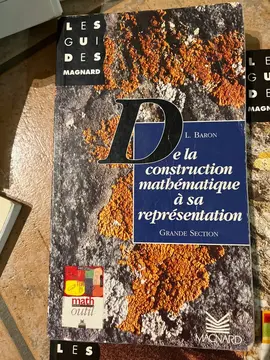 LES
GUI
DES
MAGNARD
L. BARON
De la
construction
mathématique
à sa
représentation
GRANDE SECTION
math
outil
MAGNARD
LES